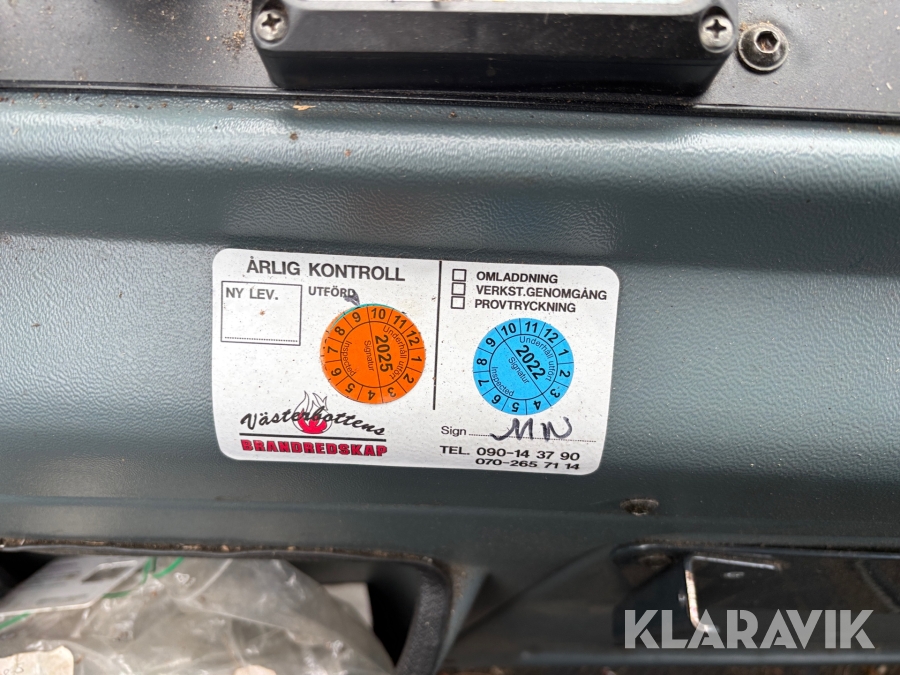 ÅRLIG KONTROLL
NY LEV.
UTFÖRD
7 8 9 10 11 12 1 2 3 4 5 6
Underhåll utfört
2025
Signatur
Inspected
Västerbottens
BRANDREDSKAP
OMLADDNING
VERKST.GENOMGÅNG
PROVTRYCKNING
7 8 9 10 11 12 1 2 3 4 5 6
Underhåll utfört
2022
Signatur
Inspected
Sign MN
TEL. 090-14 37 90
070-265 71 14
KLARAVIK